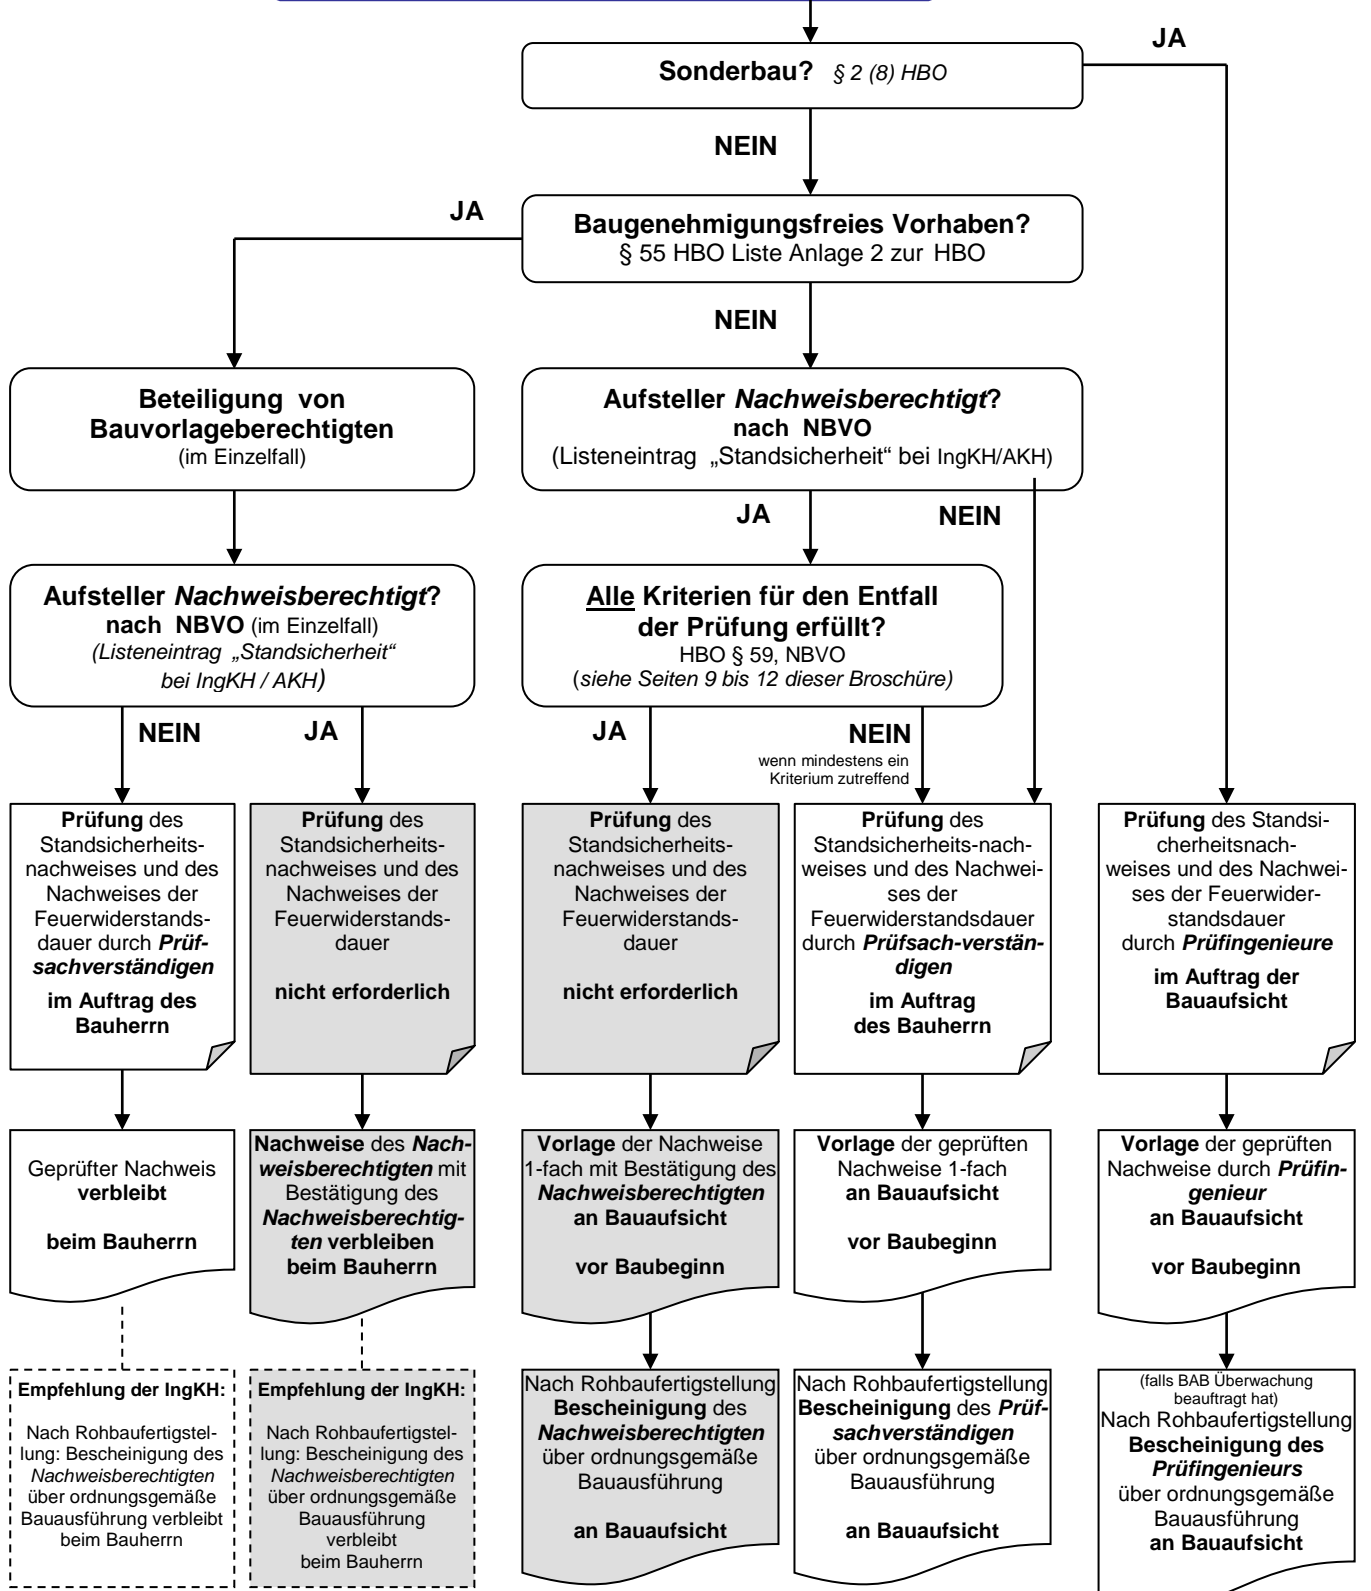 JA
Sonderbau? § 2 (8) HBO
NEIN
JA
Baugenehmigungsfreies Vorhaben?
§ 55 HBO Liste Anlage 2 zur HBO
NEIN
Beteiligung von
Bauvorlageberechtigten
(im Einzelfall)
Aufsteller Nachweisberechtigt?
nach NBVO
(Listeneintrag „Standsicherheit“ bei IngKH/AKH)
JA
NEIN
Aufsteller Nachweisberechtigt?
nach NBVO (im Einzelfall)
(Listeneintrag „Standsicherheit“
bei IngKH / AKH)
Alle Kriterien für den Entfall
der Prüfung erfüllt?
HBO § 59, NBVO
(siehe Seiten 9 bis 12 dieser Broschüre)
NEIN
JA
JA
NEIN
wenn mindestens ein
Kriterium zutreffend
Prüfung des
Standsicherheits-
nachweises und des
Nachweises der
Feuerwiderstands-
dauer durch Prüf-
sachverständigen
im Auftrag des
Bauherrn
Prüfung des
Standsicherheits-
nachweises und des
Nachweises der
Feuerwiderstands-
dauer
nicht erforderlich
Prüfung des
Standsicherheits-
nachweises und des
Nachweises der
Feuerwiderstands-
dauer
nicht erforderlich
Prüfung des
Standsicherheits-nach-
weises und des Nachwei-
ses der
Feuerwiderstandsdauer
durch Prüfsach-verstän-
digen
im Auftrag
des Bauherrn
Prüfung des Standsi-
cherheitsnach-
weises und des Nachwei-
ses der Feuerwider-
standsdauer
durch Prüfingenieure
im Auftrag der
Bauaufsicht
Geprüfter Nachweis
verbleibt
beim Bauherrn
Nachweise des Nach-
weisberechtigten mit
Bestätigung des
Nachweisberechtig-
ten verbleiben
beim Bauherrn
Vorlage der Nachweise
1-fach mit Bestätigung des
Nachweisberechtigten
an Bauaufsicht
vor Baubeginn
Vorlage der geprüften
Nachweise 1-fach
an Bauaufsicht
vor Baubeginn
Vorlage der geprüften
Nachweise durch Prüfin-
genieur
an Bauaufsicht
vor Baubeginn
Empfehlung der IngKH:
Nach Rohbaufertigstel-
lung: Bescheinigung des
Nachweisberechtigten
über ordnungsgemäße
Bauausführung verbleibt
beim Bauherrn
Empfehlung der IngKH:
Nach Rohbaufertigstel-
lung: Bescheinigung des
Nachweisberechtigten
über ordnungsgemäße
Bauausführung
verbleibt
beim Bauherrn
Nach Rohbaufertigstellung
Bescheinigung des
Nachweisberechtigten
über ordnungsgemäße
Bauausführung
an Bauaufsicht
Nach Rohbaufertigstellung
Bescheinigung des Prüf-
sachverständigen
über ordnungsgemäße
Bauausführung
an Bauaufsicht
(falls BAB Überwachung
beauftragt hat)
Nach Rohbaufertigstellung
Bescheinigung des
Prüfingenieurs
über ordnungsgemäße
Bauausführung
an Bauaufsicht